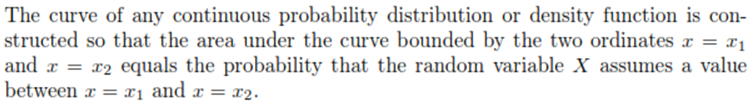 The curve of any continuous probability distribution or density function is con-
structed so that the area under the curve bounded by the two ordinates x = x₁
and x = x₂ equals the probability that the random variable X assumes a value
between x = x₁ and x = x₂.